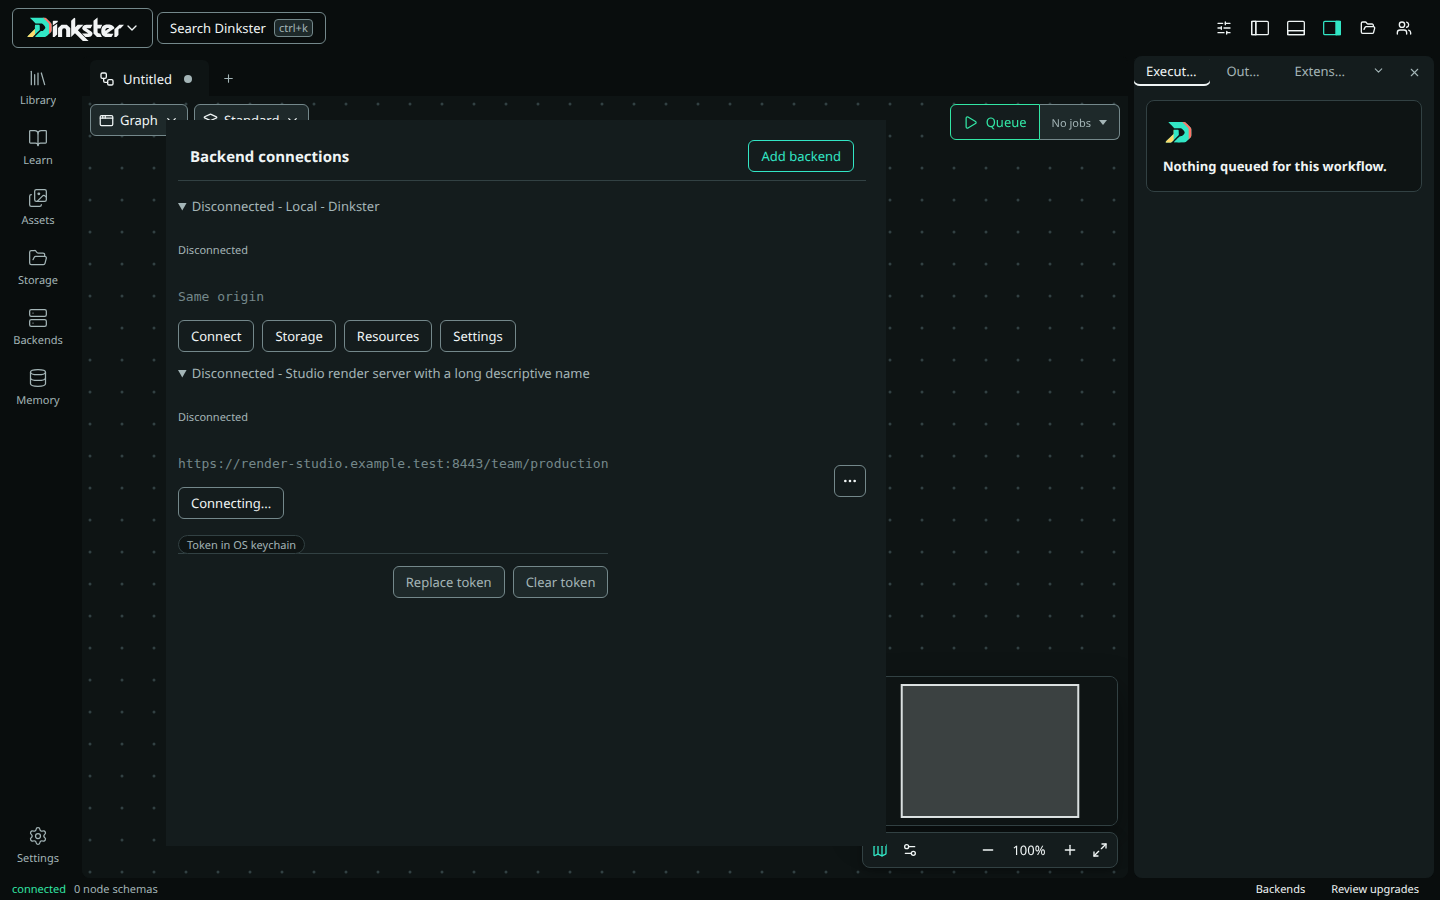 Dinkster
Search Dinkster ctrl+k
Library
Learn
Assets
Storage
Backends
Memory
Settings
Untitled
Graph
Standard
Queue
No jobs
Backend connections
Add backend
Disconnected - Local - Dinkster
Disconnected
Same origin
Connect Storage Resources Settings
Disconnected - Studio render server with a long descriptive name
Disconnected
https://render-studio.example.test:8443/team/production
Connecting...
Token in OS keychain
Replace token Clear token
100%
Execut... Out... Extens...
Nothing queued for this workflow.
connected 0 node schemas
Backends Review upgrades